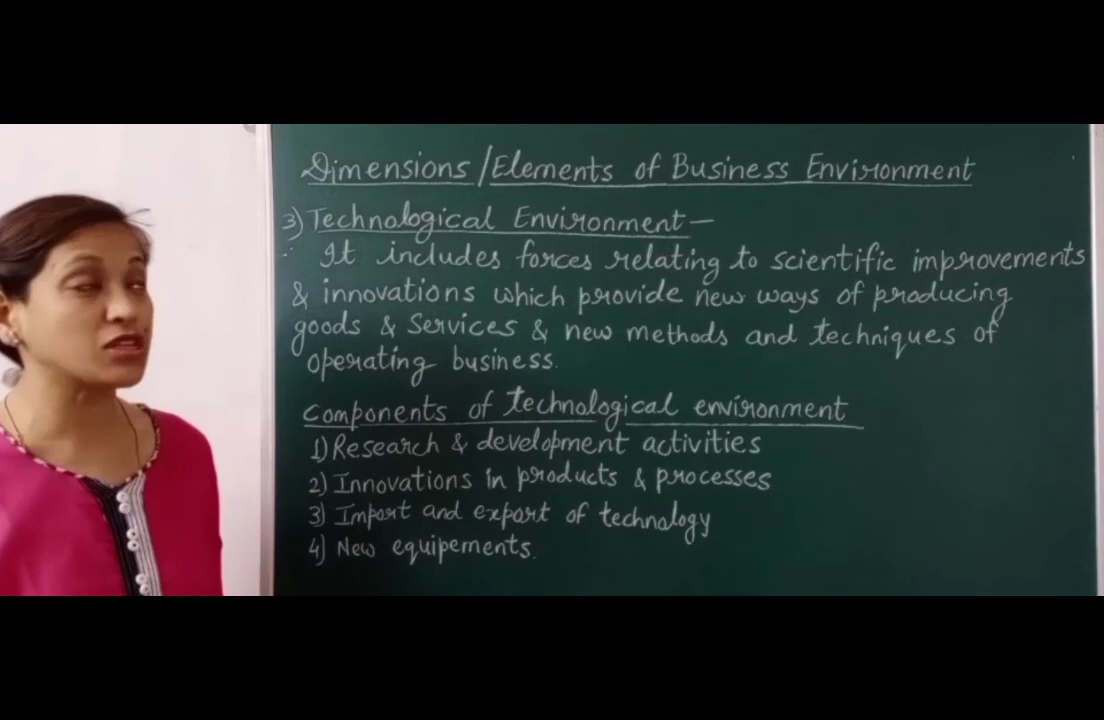 Dimensions/Elements of Business Environment
3) Technological Environment -
It includes forces relating to scientific improvements
& innovations which provide new ways of producing
goods & Services & new methods and techniques of
operating business.
Components of technological environment
1) Research & development activities
2) Innovations in products & processes
3) Import and export of technology
4) New equipements.